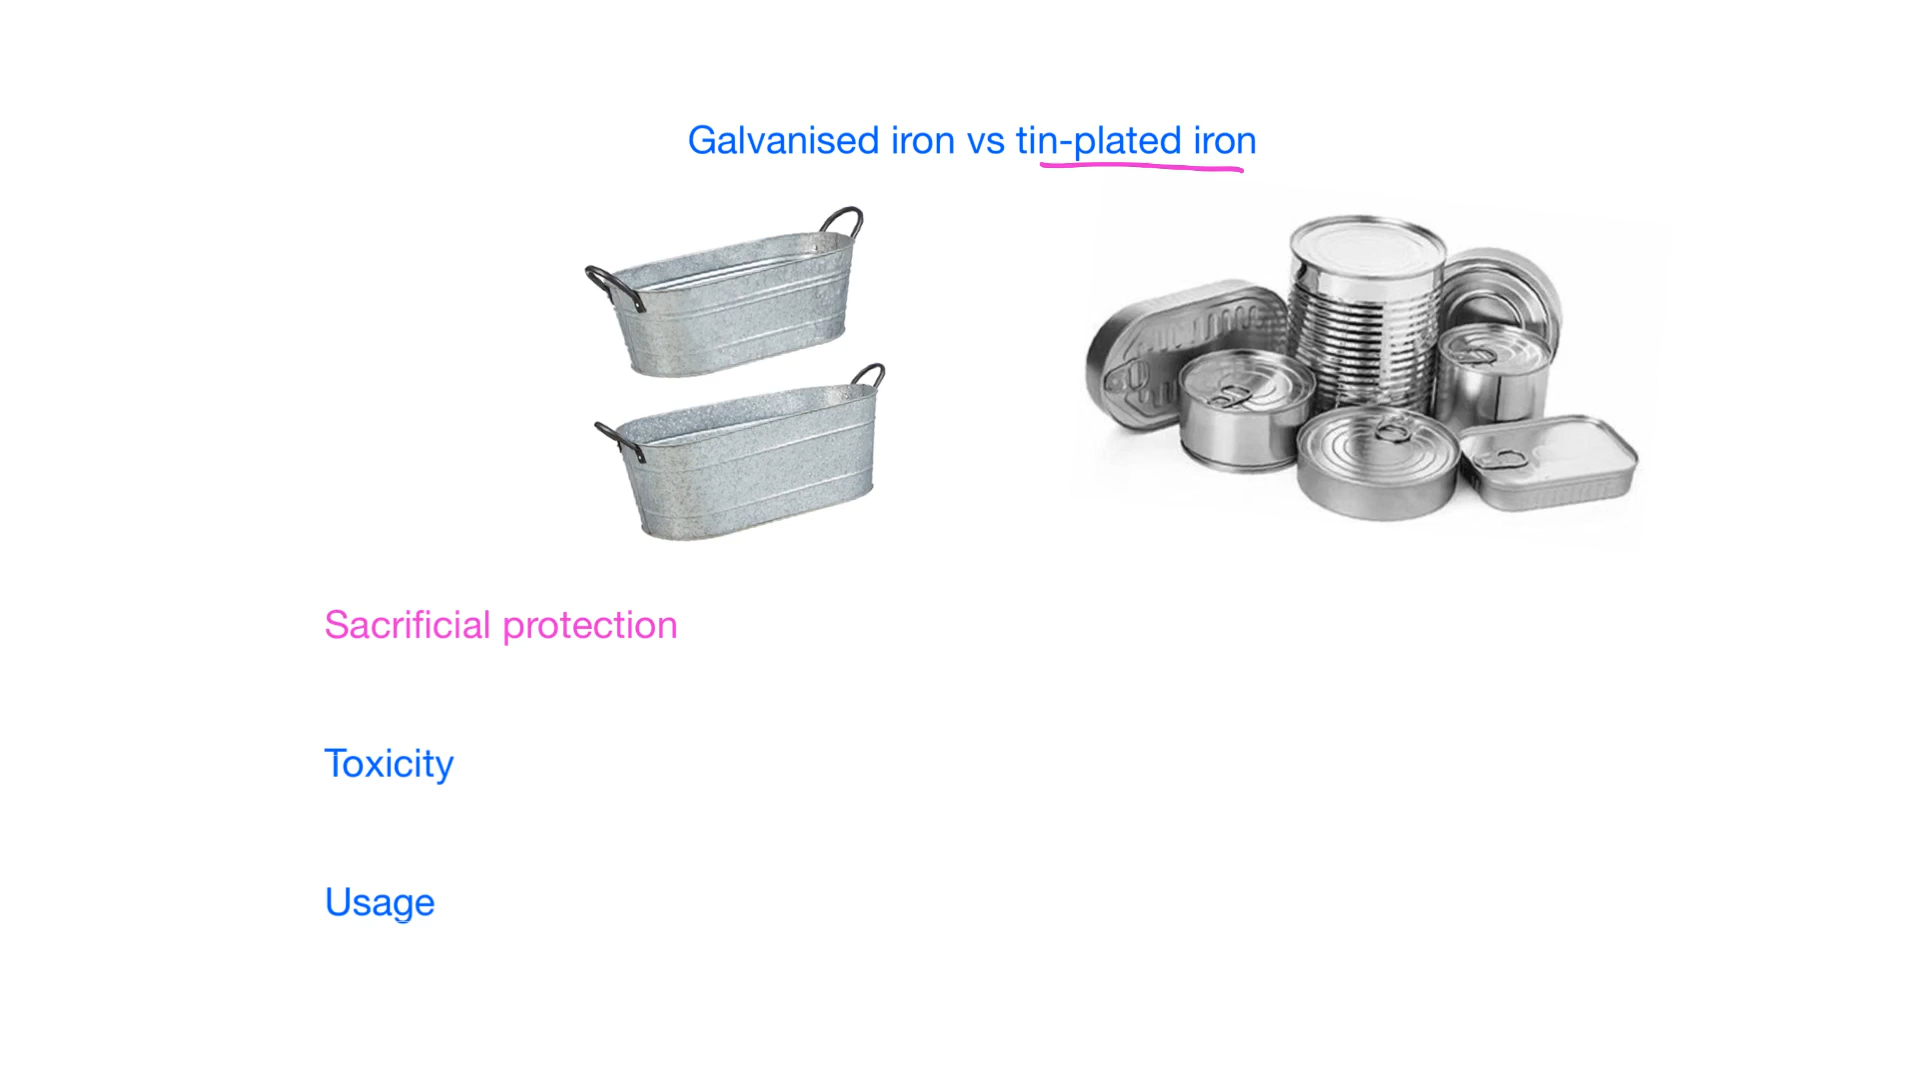 Galvanised iron vs tin-plated iron
Sacrificial protection
Toxicity
Usage